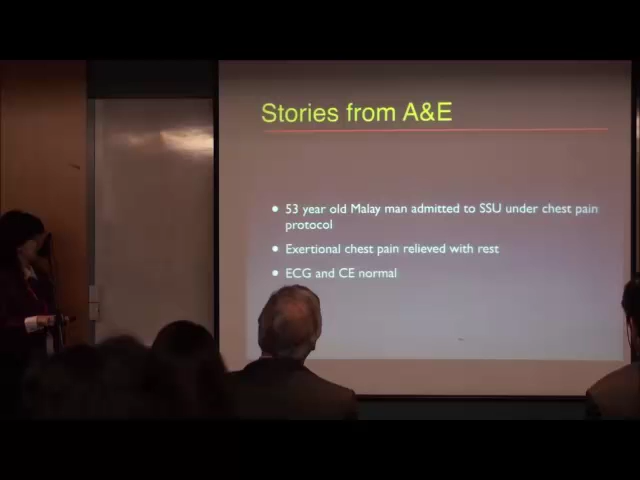 Stories from A&E
• 53 year old Malay man admitted to SSU under chest pain
protocol
• Exertional chest pain relieved with rest
• ECG and CE normal